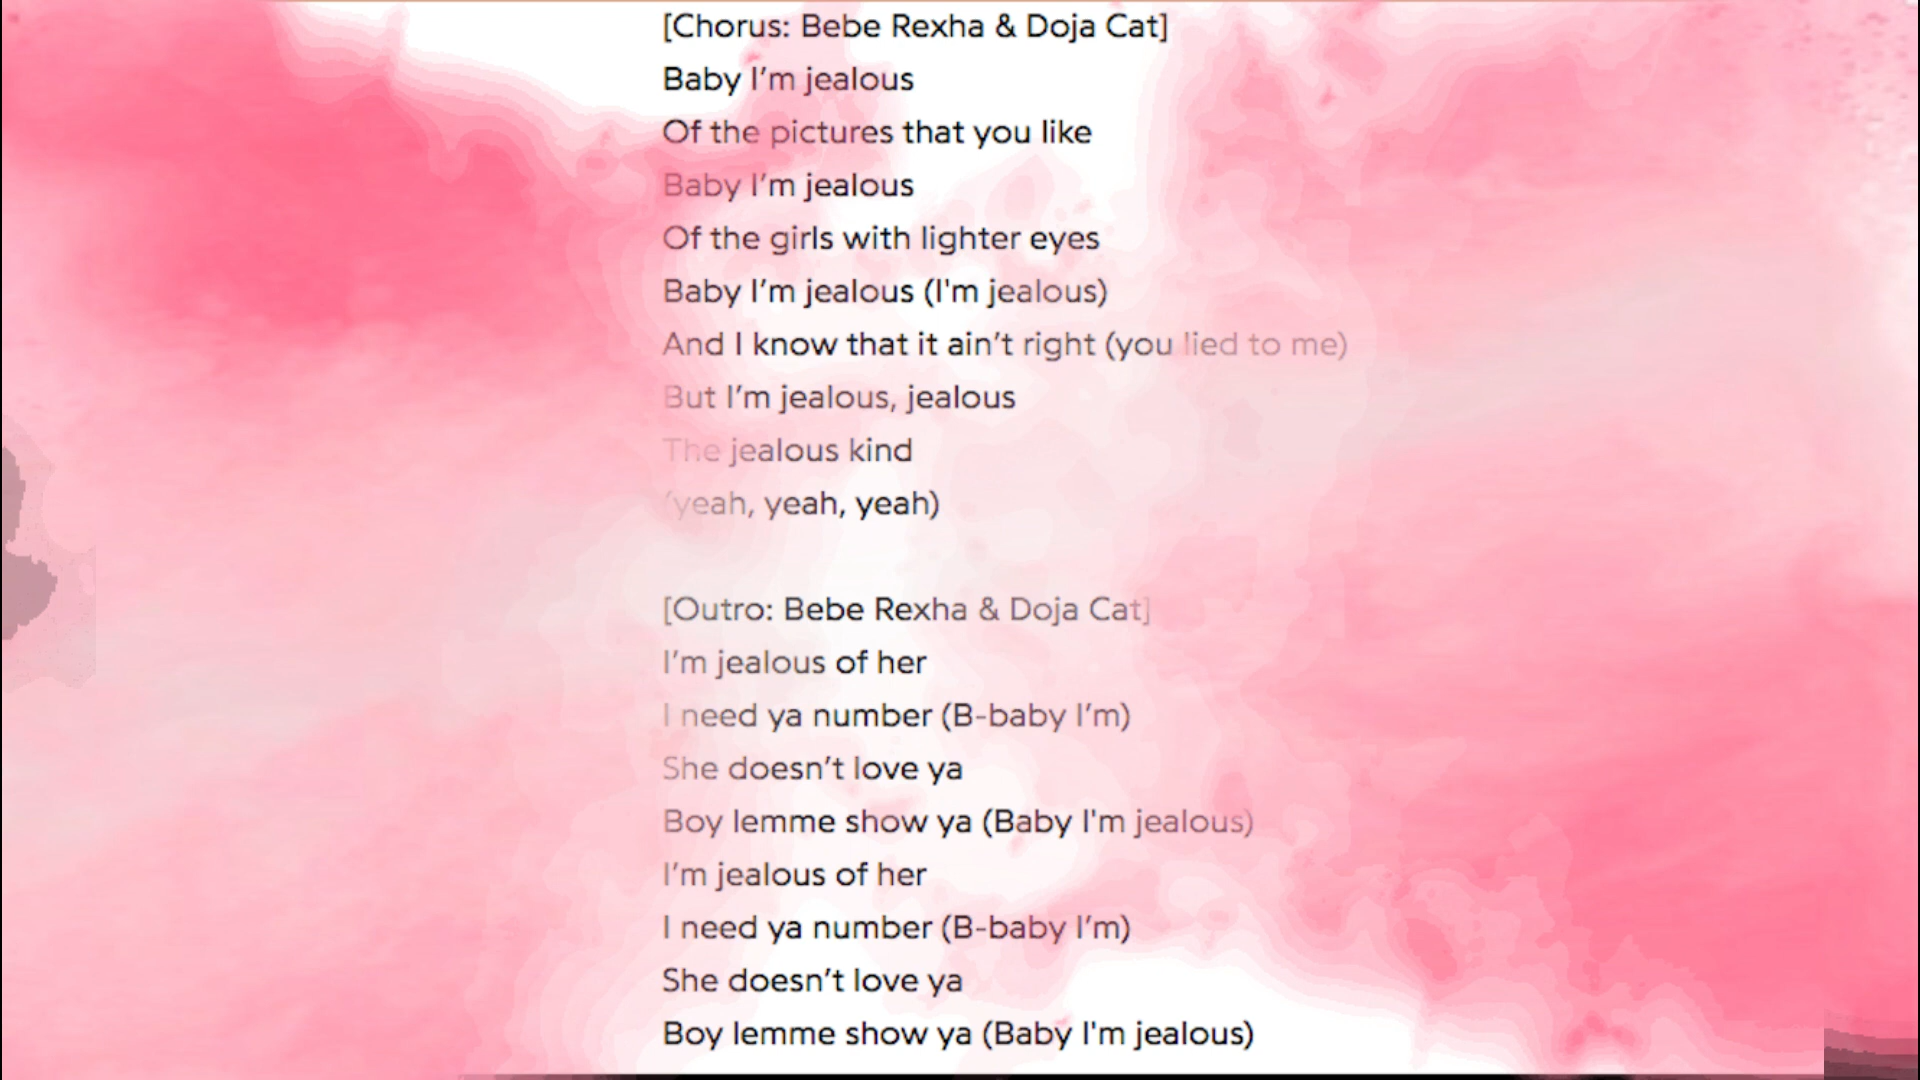 [Chorus: Bebe Rexha & Doja Cat]
Baby I’m jealous
Of the pictures that you like
Baby I’m jealous
Of the girls with lighter eyes
Baby I’m jealous (I'm jealous)
And I know that it ain’t right (you lied to me)
But I’m jealous, jealous
The jealous kind
(yeah, yeah, yeah)
[Outro: Bebe Rexha & Doja Cat]
I’m jealous of her
I need ya number (B-baby I’m)
She doesn’t love ya
Boy lemme show ya (Baby I'm jealous)
I’m jealous of her
I need ya number (B-baby I’m)
She doesn’t love ya
Boy lemme show ya (Baby I'm jealous)